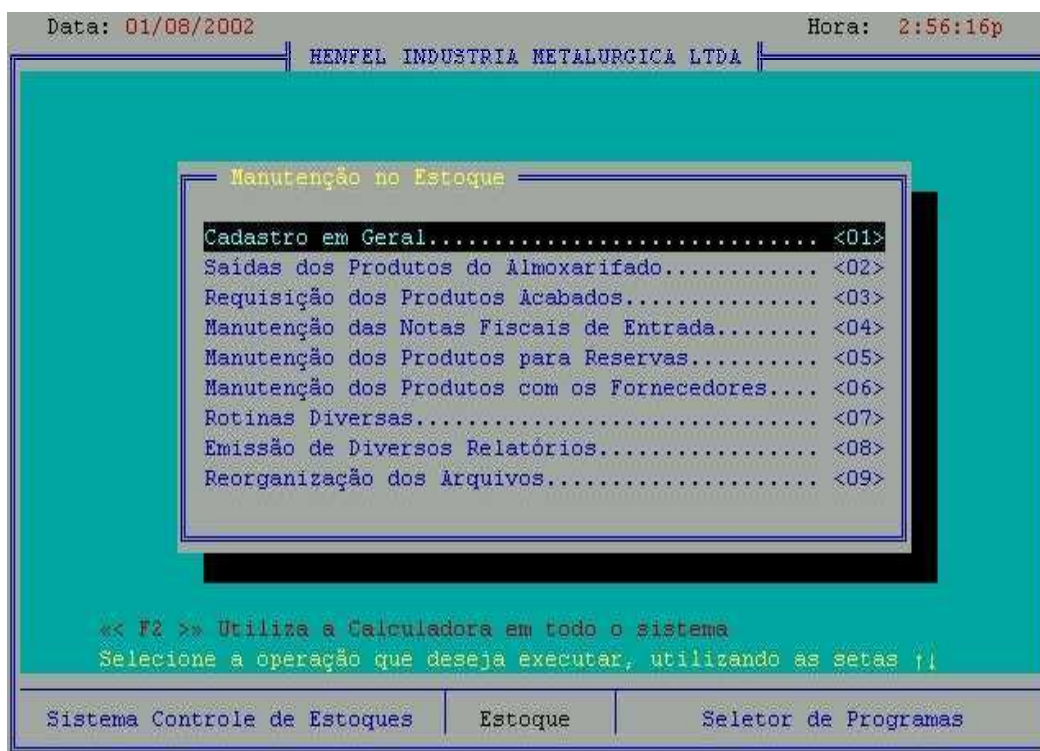 Data: 01/08/2002 Hora: 2:56:16p
HENFEL INDUSTRIA METALURGICA LTDA
Manutenção no Estoque
Cadastro em Geral.............................. <01>
Saídas dos Produtos do Almoxarifado............ <02>
Requisição dos Produtos Acabados............... <03>
Manutenção das Notas Fiscais de Entrada........ <04>
Manutenção dos Produtos para Reservas.......... <05>
Manutenção dos Produtos com os Fornecedores.... <06>
Rotinas Diversas............................... <07>
Emissão de Diversos Relatórios................. <08>
Reorganização dos Arquivos..................... <09>
«< F2 >» Utiliza a Calculadora em todo o sistema
Selecione a operação que deseja executar, utilizando as setas ↑↓
Sistema Controle de Estoques Estoque Seletor de Programas